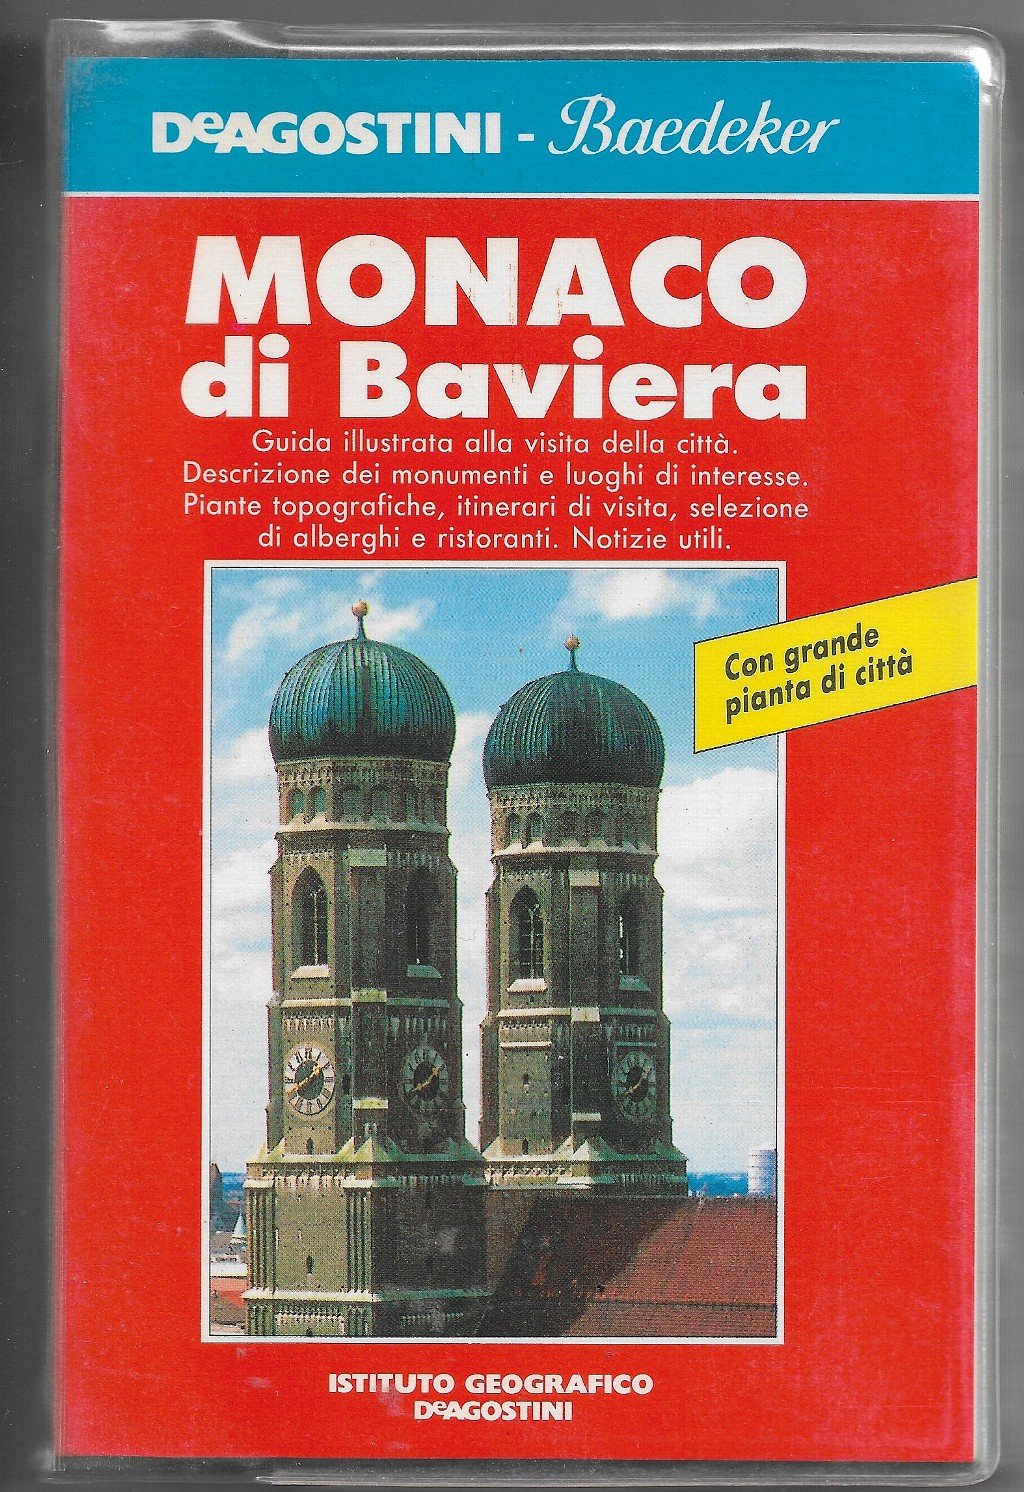 DeAGOSTINI - Baedeker
MONACO
di Baviera
Guida illustrata alla visita della città.
Descrizione dei monumenti e luoghi di interesse.
Piante topografiche, itinerari di visita, selezione
di alberghi e ristoranti. Notizie utili.
Con grande
pianta di città
ISTITUTO GEOGRAFICO
DeAGOSTINI